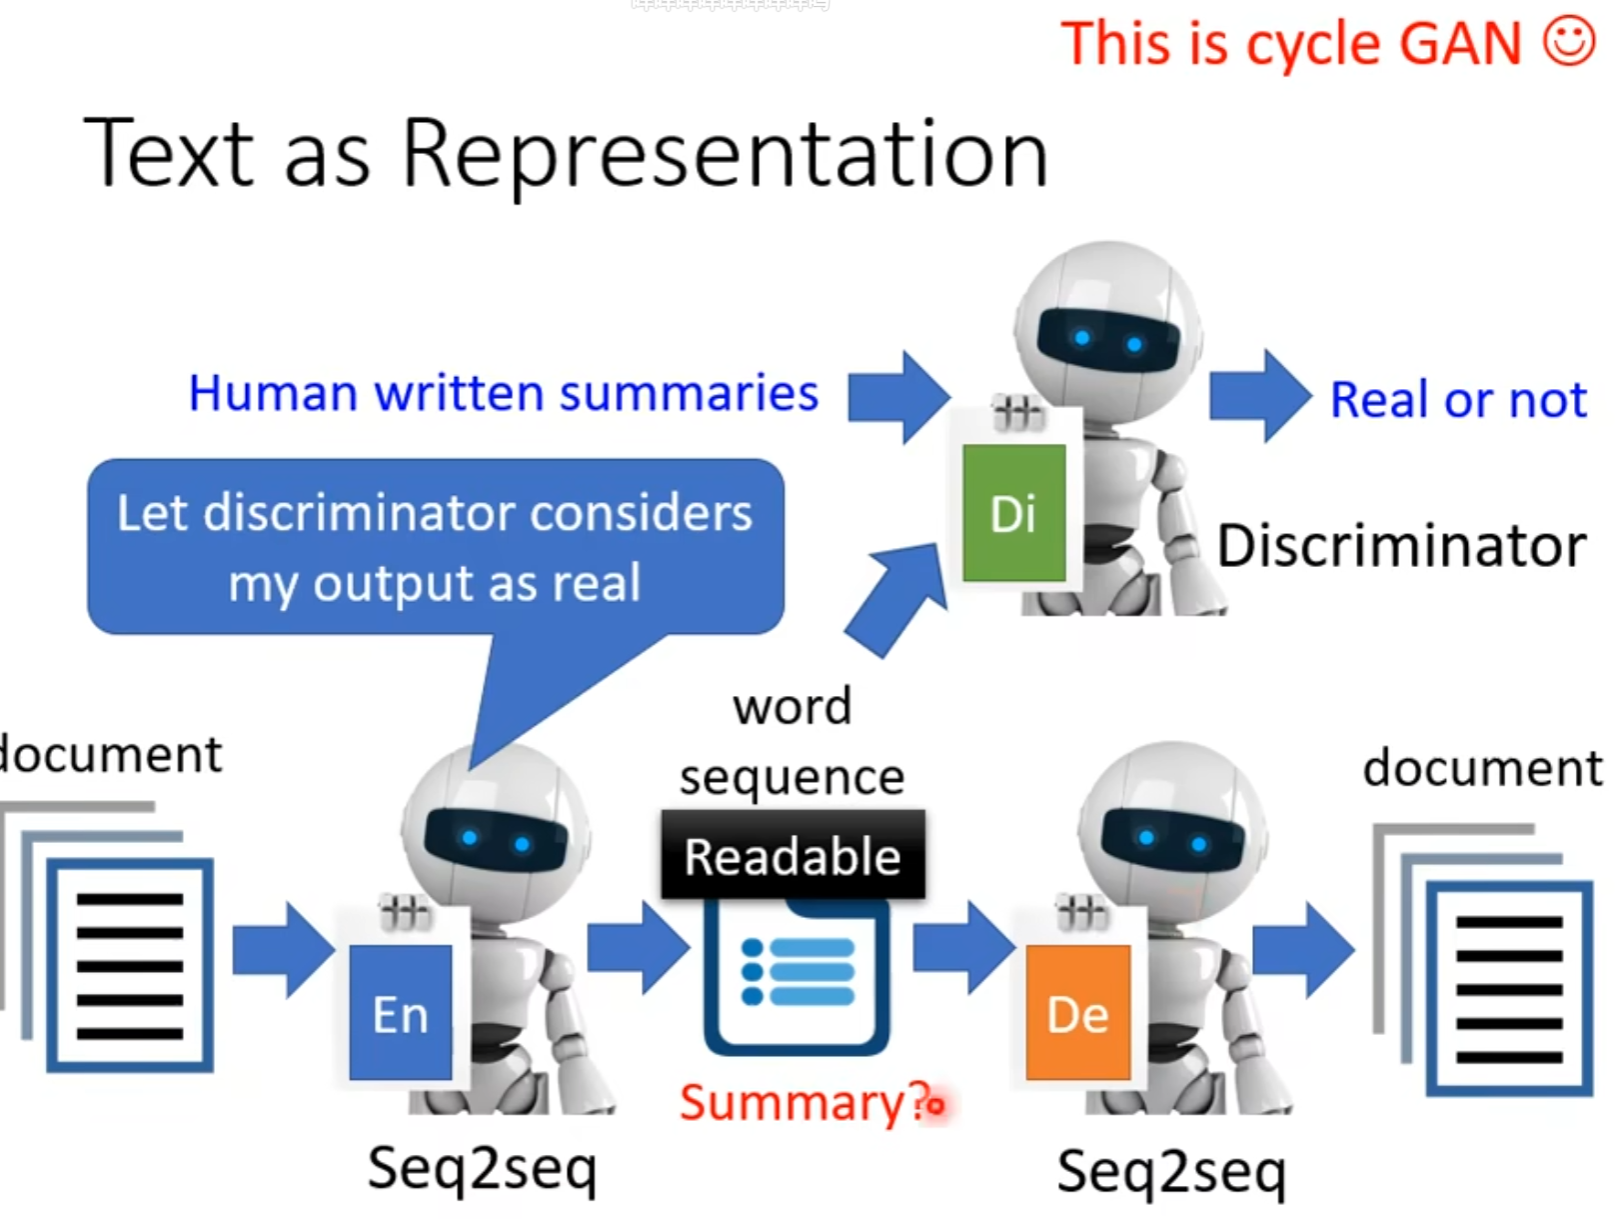 This is cycle GAN
Text as Representation
Human written summaries
Real or not
Di
Discriminator
Let discriminator considers
my output as real
word
sequence
document
document
Readable
En
De
Summary?
Seq2seq
Seq2seq